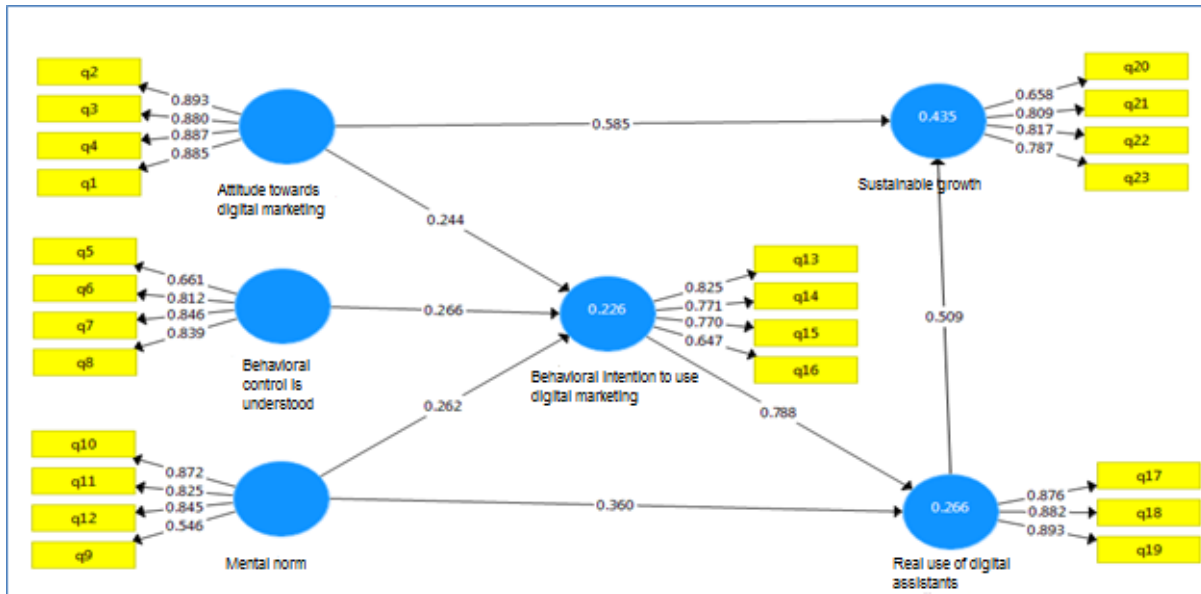 q2
q3
q4
q1
0.893
0.880
0.887
0.885
Attitude towards
digital marketing
0.585
0.435
Sustainable growth
0.658
0.809
0.817
0.787
q20
q21
q22
q23
0.244
q5
q6
q7
q8
0.661
0.812
0.846
0.839
Behavioral
control is
understood
0.266
0.226
Behavioral intention to use
digital marketing
0.825
0.771
0.770
0.647
q13
q14
q15
q16
0.509
0.262
0.788
q10
q11
q12
q9
0.872
0.825
0.845
0.546
Mental norm
0.360
0.266
Real use of digital
assistants
0.876
0.882
0.893
q17
q18
q19